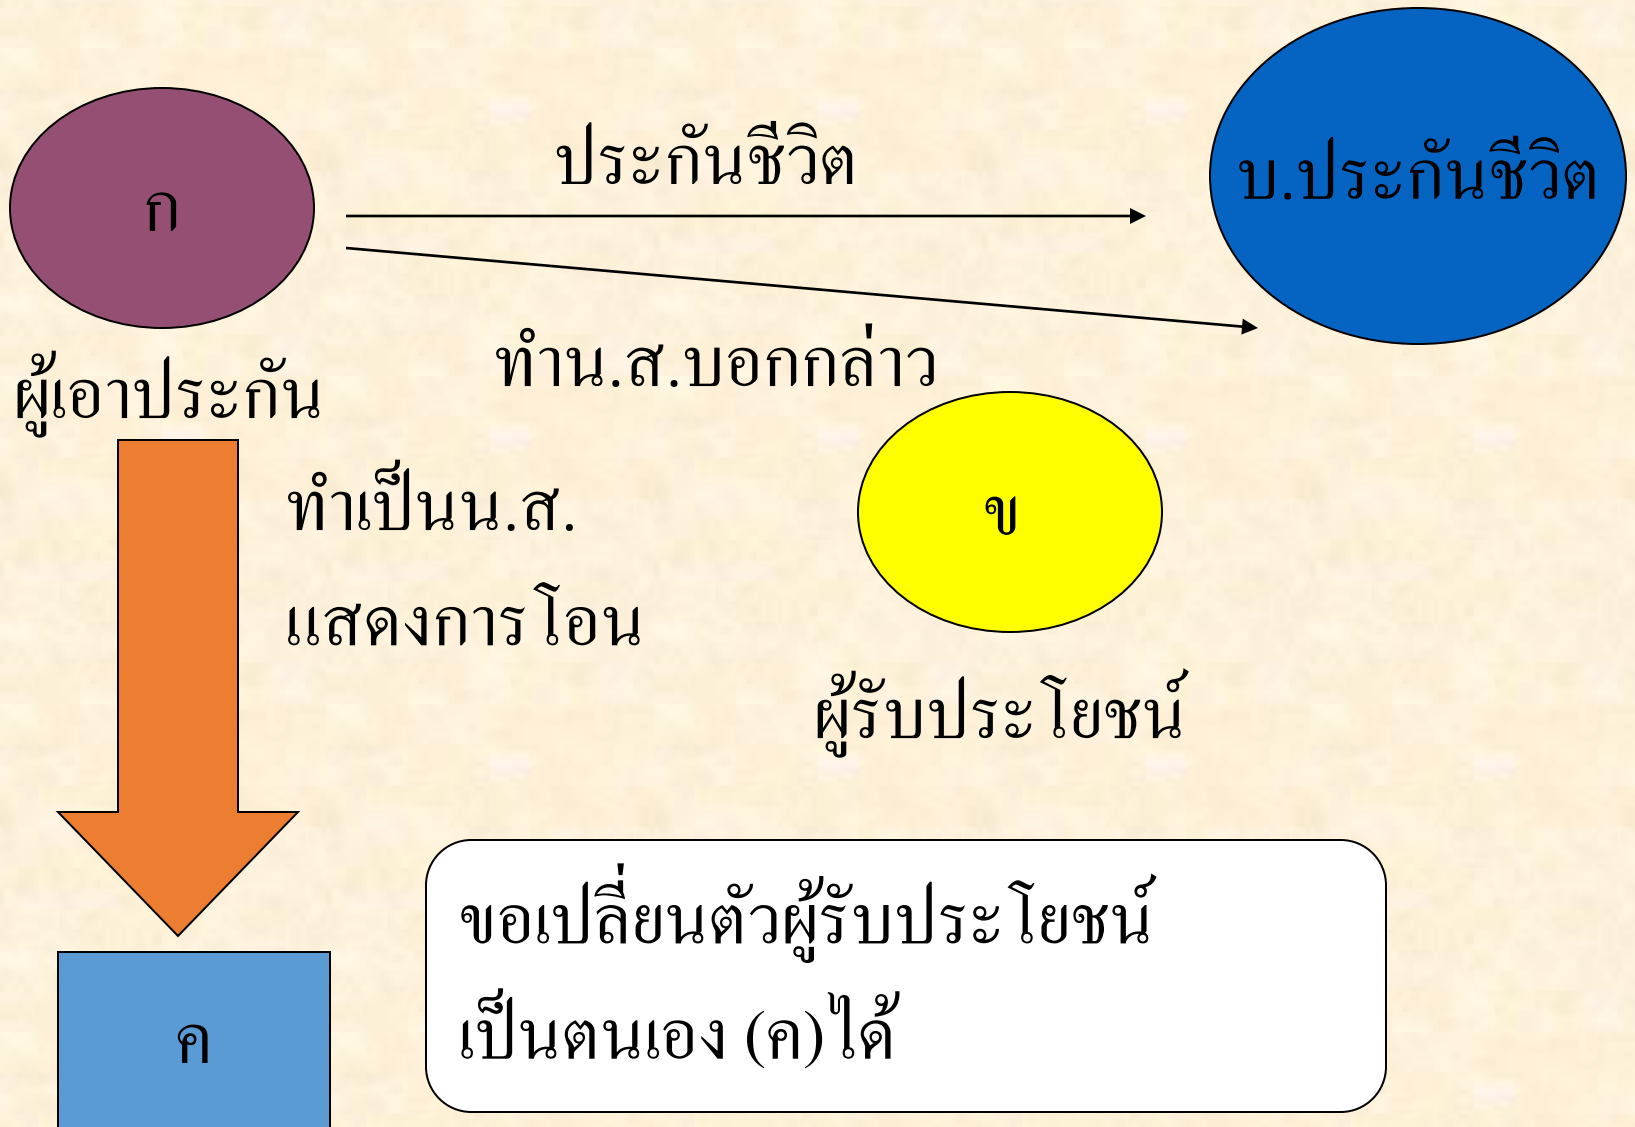 ก
ประกันชีวิต
บ.ประกันชีวิต
ผู้เอาประกัน
ทำน.ส.บอกกล่าว
ทำเป็นน.ส.
แสดงการโอน
ข
ผู้รับประโยชน์
ค
ขอเปลี่ยนตัวผู้รับประโยชน์
เป็นตนเอง (ค)ได้